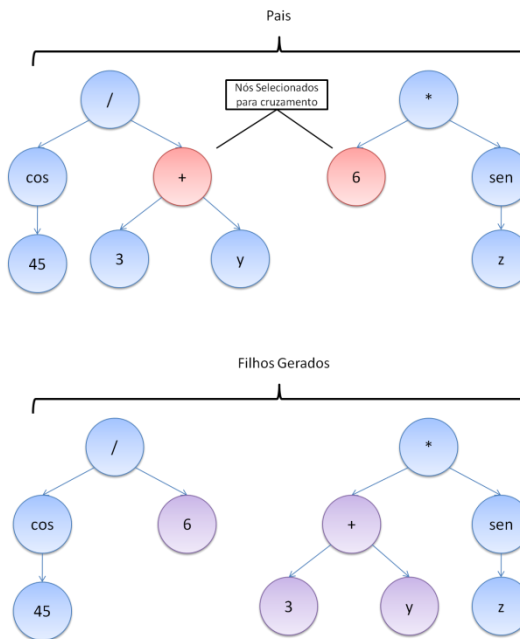 Pais
Nós Selecionados
para cruzamento
/
*
cos
+
6
sen
45
3
y
z
Filhos Gerados
/
*
cos
6
+
sen
45
3
y
z